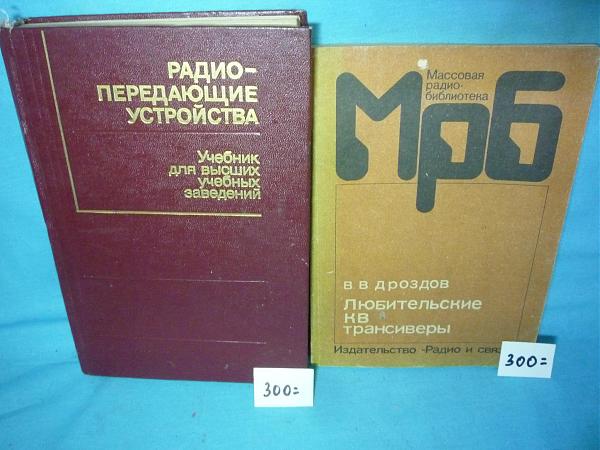 РАДИО-
ПЕРЕДАЮЩИЕ
УСТРОЙСТВА
Учебник
для высших
учебных
заведений
300=
Массовая
радио-
библиотека
Мрб
В В ДРОЗДОВ
Любительские
КВ
трансиверы
Издательство «Радио и
300=